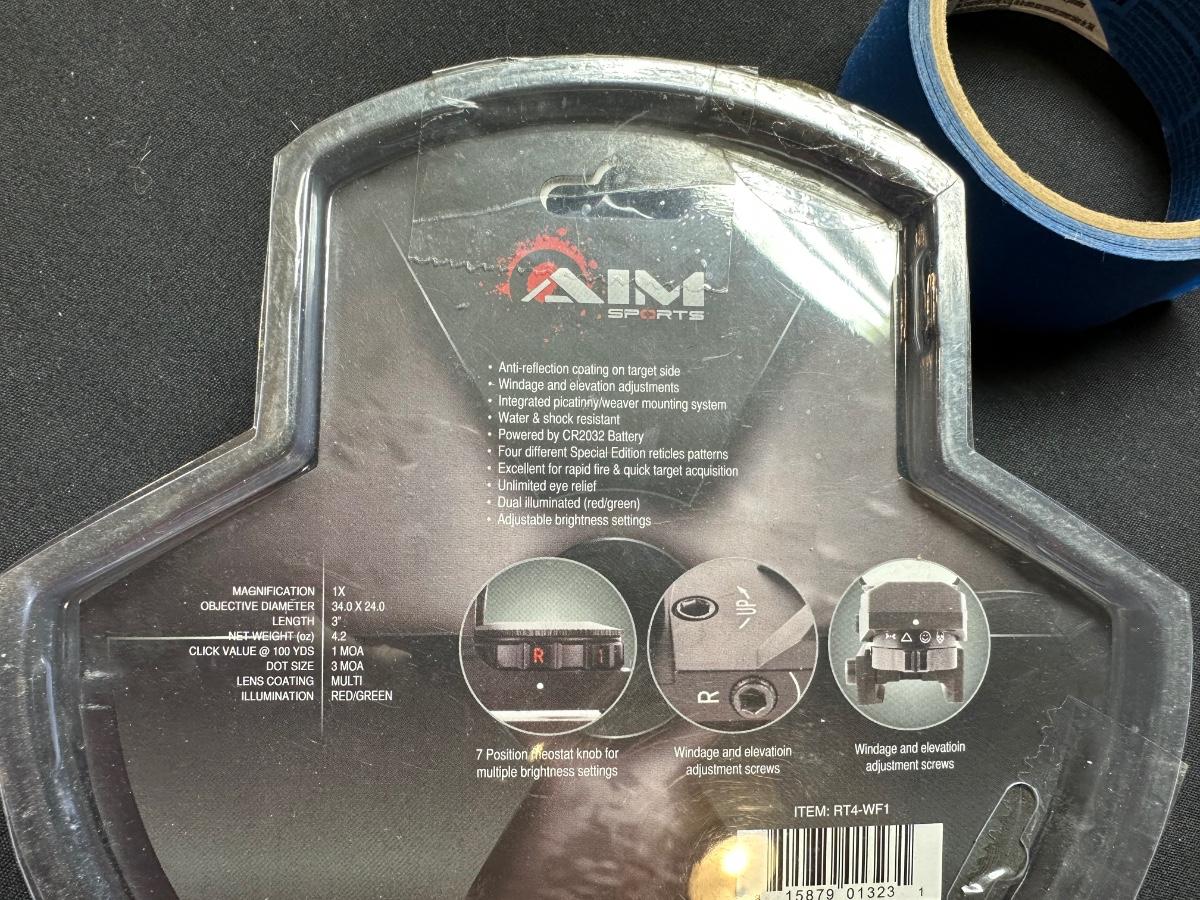 AIM
SPORTS
• Anti-reflection coating on target side
• Windage and elevation adjustments
• Integrated picatinny/weaver mounting system
• Water & shock resistant
• Powered by CR2032 Battery
• Four different Special Edition reticles patterns
• Excellent for rapid fire & quick target acquisition
• Unlimited eye relief
• Dual illuminated (red/green)
• Adjustable brightness settings
MAGNIFICATION 1X
OBJECTIVE DIAMETER 34.0 X 24.0
LENGTH 3"
NET WEIGHT (oz) 4.2
CLICK VALUE @ 100 YDS 1 MOA
DOT SIZE 3 MOA
LENS COATING MULTI
ILLUMINATION RED/GREEN
R 1
UP
R
7 Position rheostat knob for
multiple brightness settings
Windage and elevatioin
adjustment screws
Windage and elevatioin
adjustment screws
ITEM: RT4-WF1
15879 01323 1